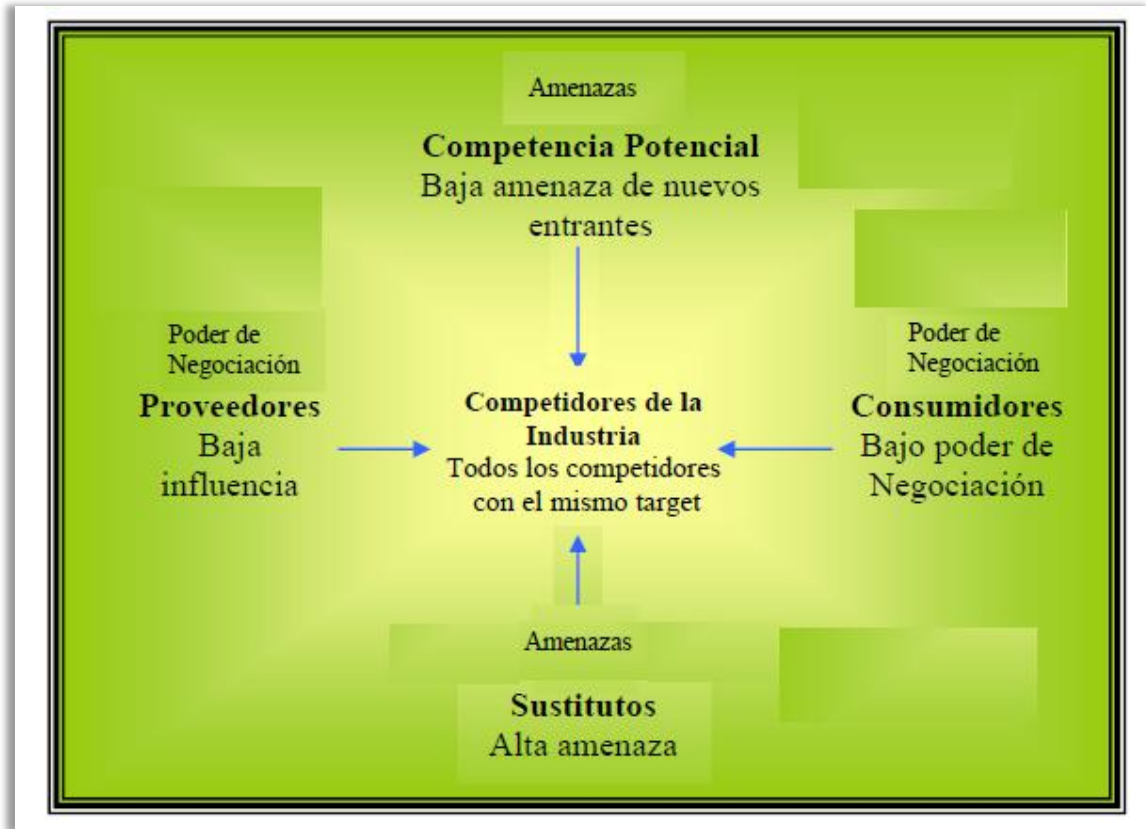 Amenazas
Competencia Potencial
Baja amenaza de nuevos
entrantes
Poder de
Negociación
Proveedores
Baja
influencia
Competidores de la
Industria
Todos los competidores
con el mismo target
Poder de
Negociación
Consumidores
Bajo poder de
Negociación
Amenazas
Sustitutos
Alta amenaza